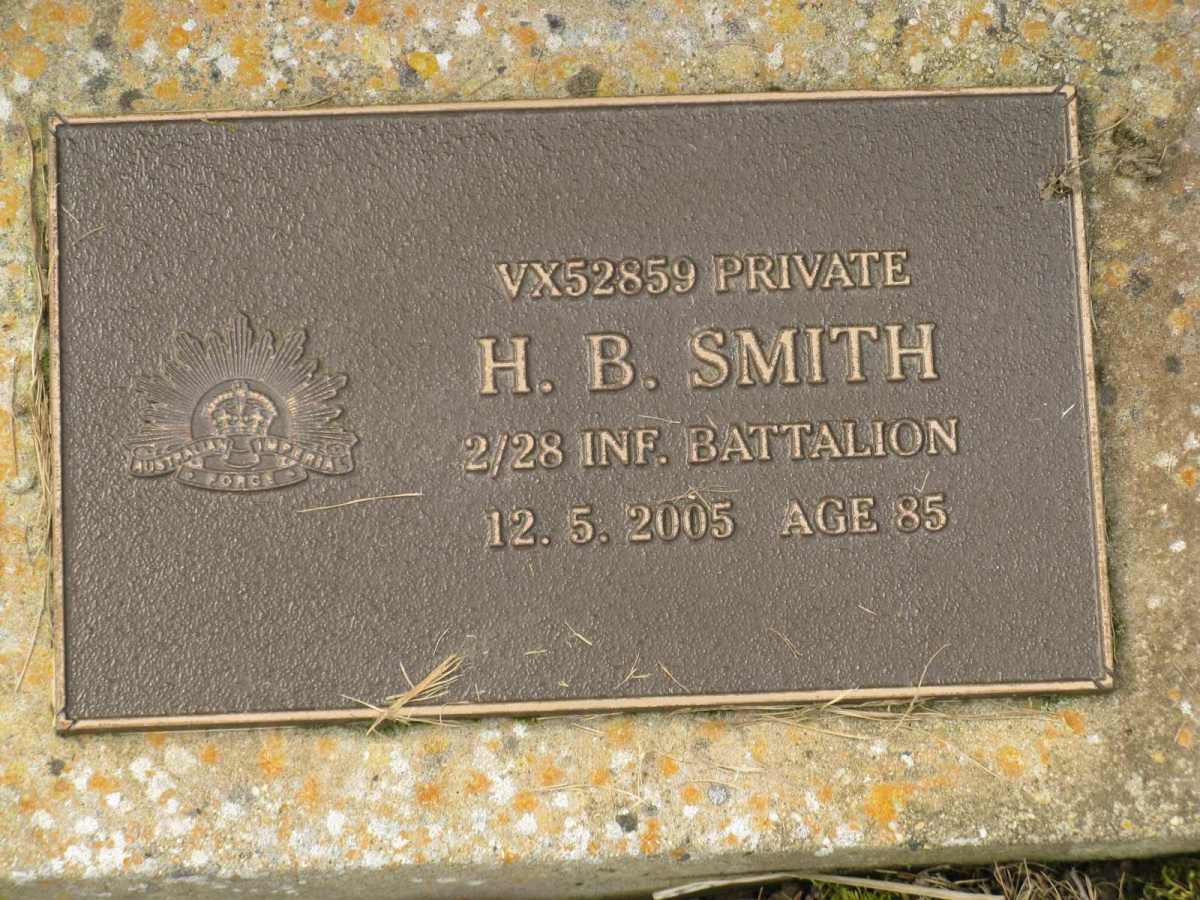 VX52859 PRIVATE
H. B. SMITH
2/28 INF. BATTALION
12. 5. 2005 AGE 85
AUSTRALIAN IMPERIAL
FORCE